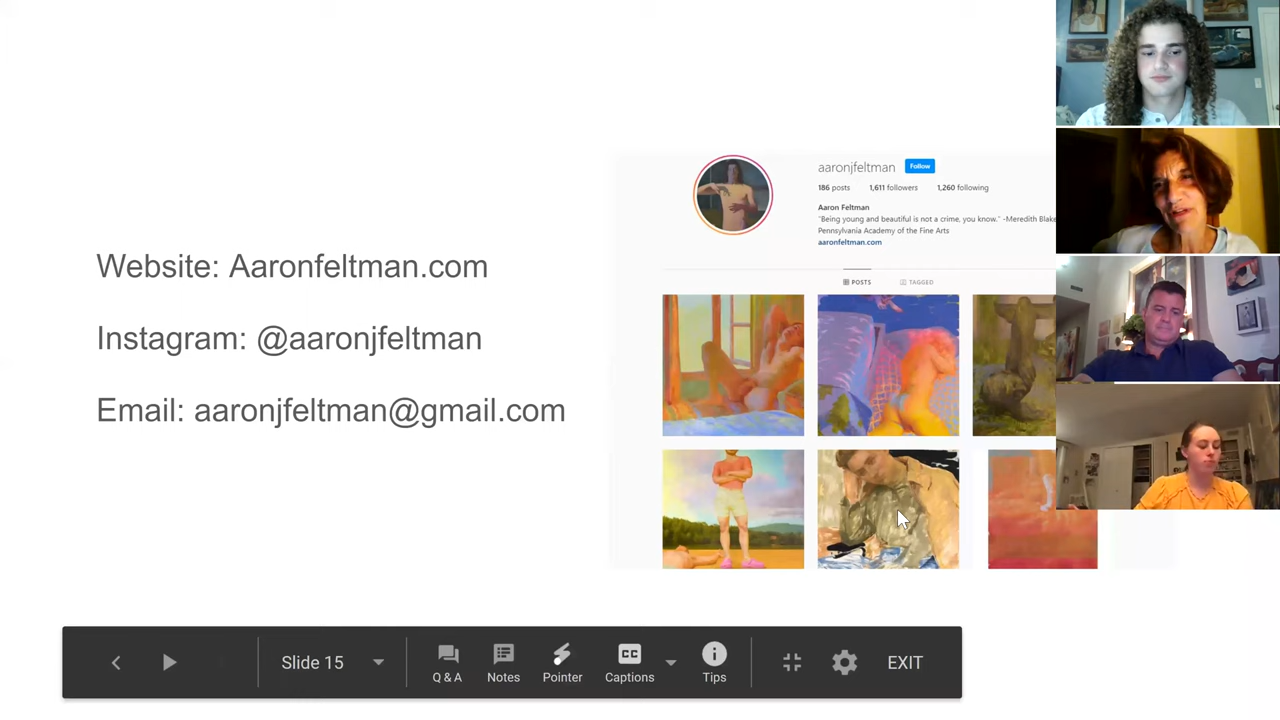 Website: Aaronfeltman.com
Instagram: @aaronjfeltman
Email: aaronjfeltman@gmail.com
aaronjfeltman Follow
186 posts 1,611 followers 1,260 following
Aaron Feltman
"Being young and beautiful is not a crime, you know." -Meredith Blake
Pennsylvania Academy of the Fine Arts
aaronfeltman.com
POSTS TAGGED
Slide 15
Q & A
Notes
Pointer
CC
Captions
Tips
EXIT